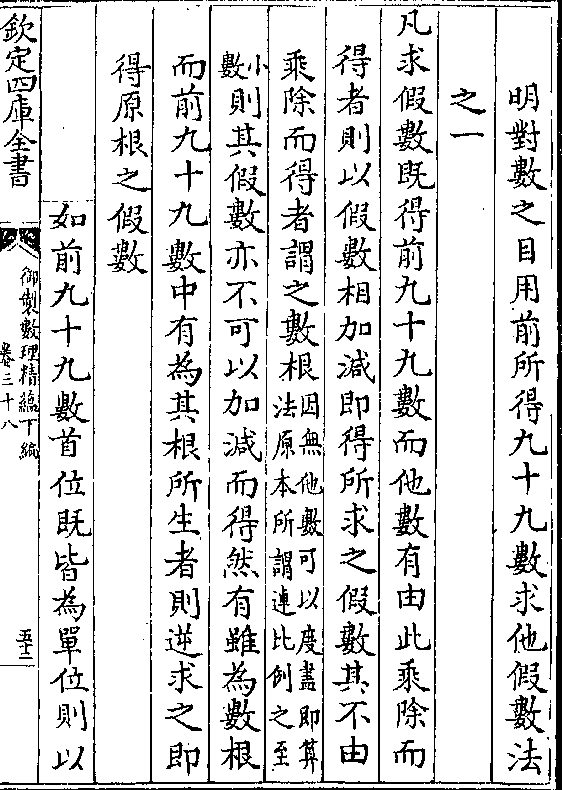 明對數之目用前所得九十九數求他假數法
之一
凡求假數既得前九十九數而他數有由此乘除而
得者則以假數相加減即得所求之假數其不由
乘除而得者謂之數根因無他數可以度盡即算法原本所謂連比例之至
小數則其假數亦不可以加減而得然有雖為數根
而前九十九數中有為其根所生者則逆求之即
得原根之假數
如前九十九數首位既皆為單位則以
欽定四庫全書
御製數理精蘊下編
卷三十八
五十二